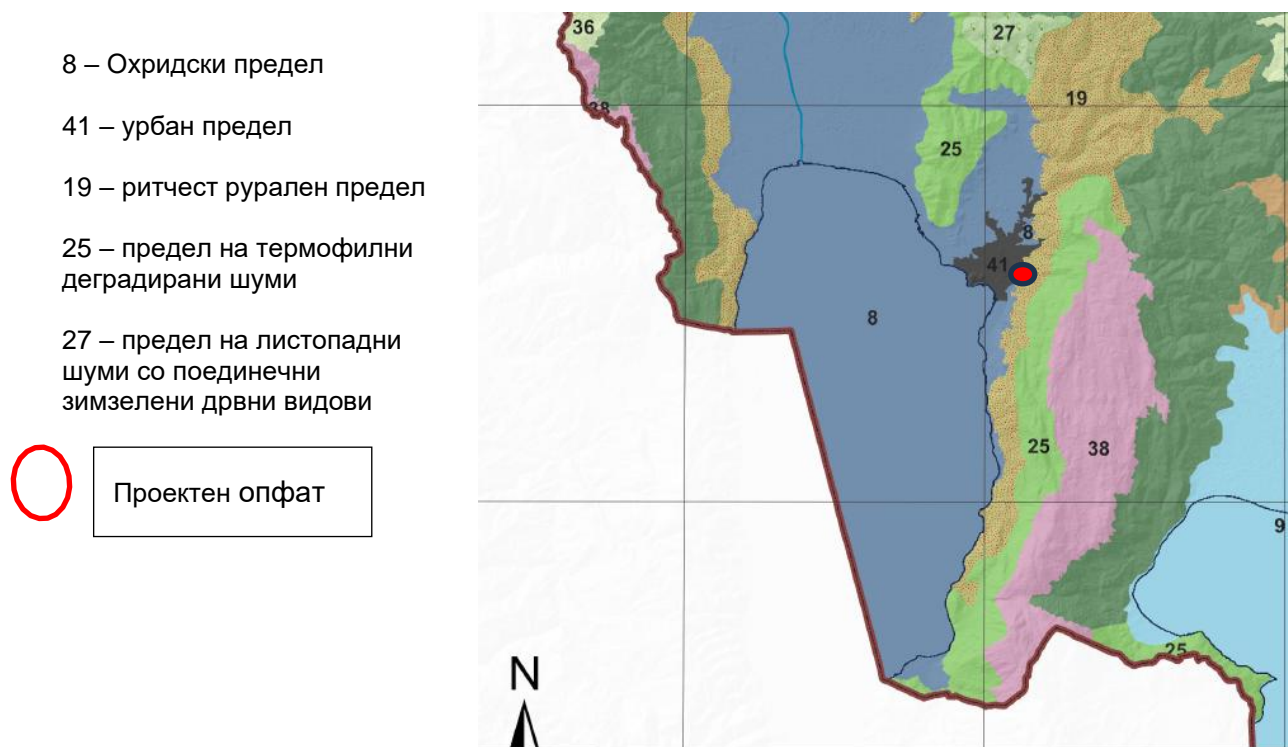 8 – Охридски предел
41 – урбан предел
19 – ритчест рурален предел
25 – предел на термофилни
деградирани шуми
27 – предел на листопадни
шуми со поединечни
зимзелени дрвни видови
Проектен опфат
36
27
38
19
25
8
41
8
25
38
9
25
N